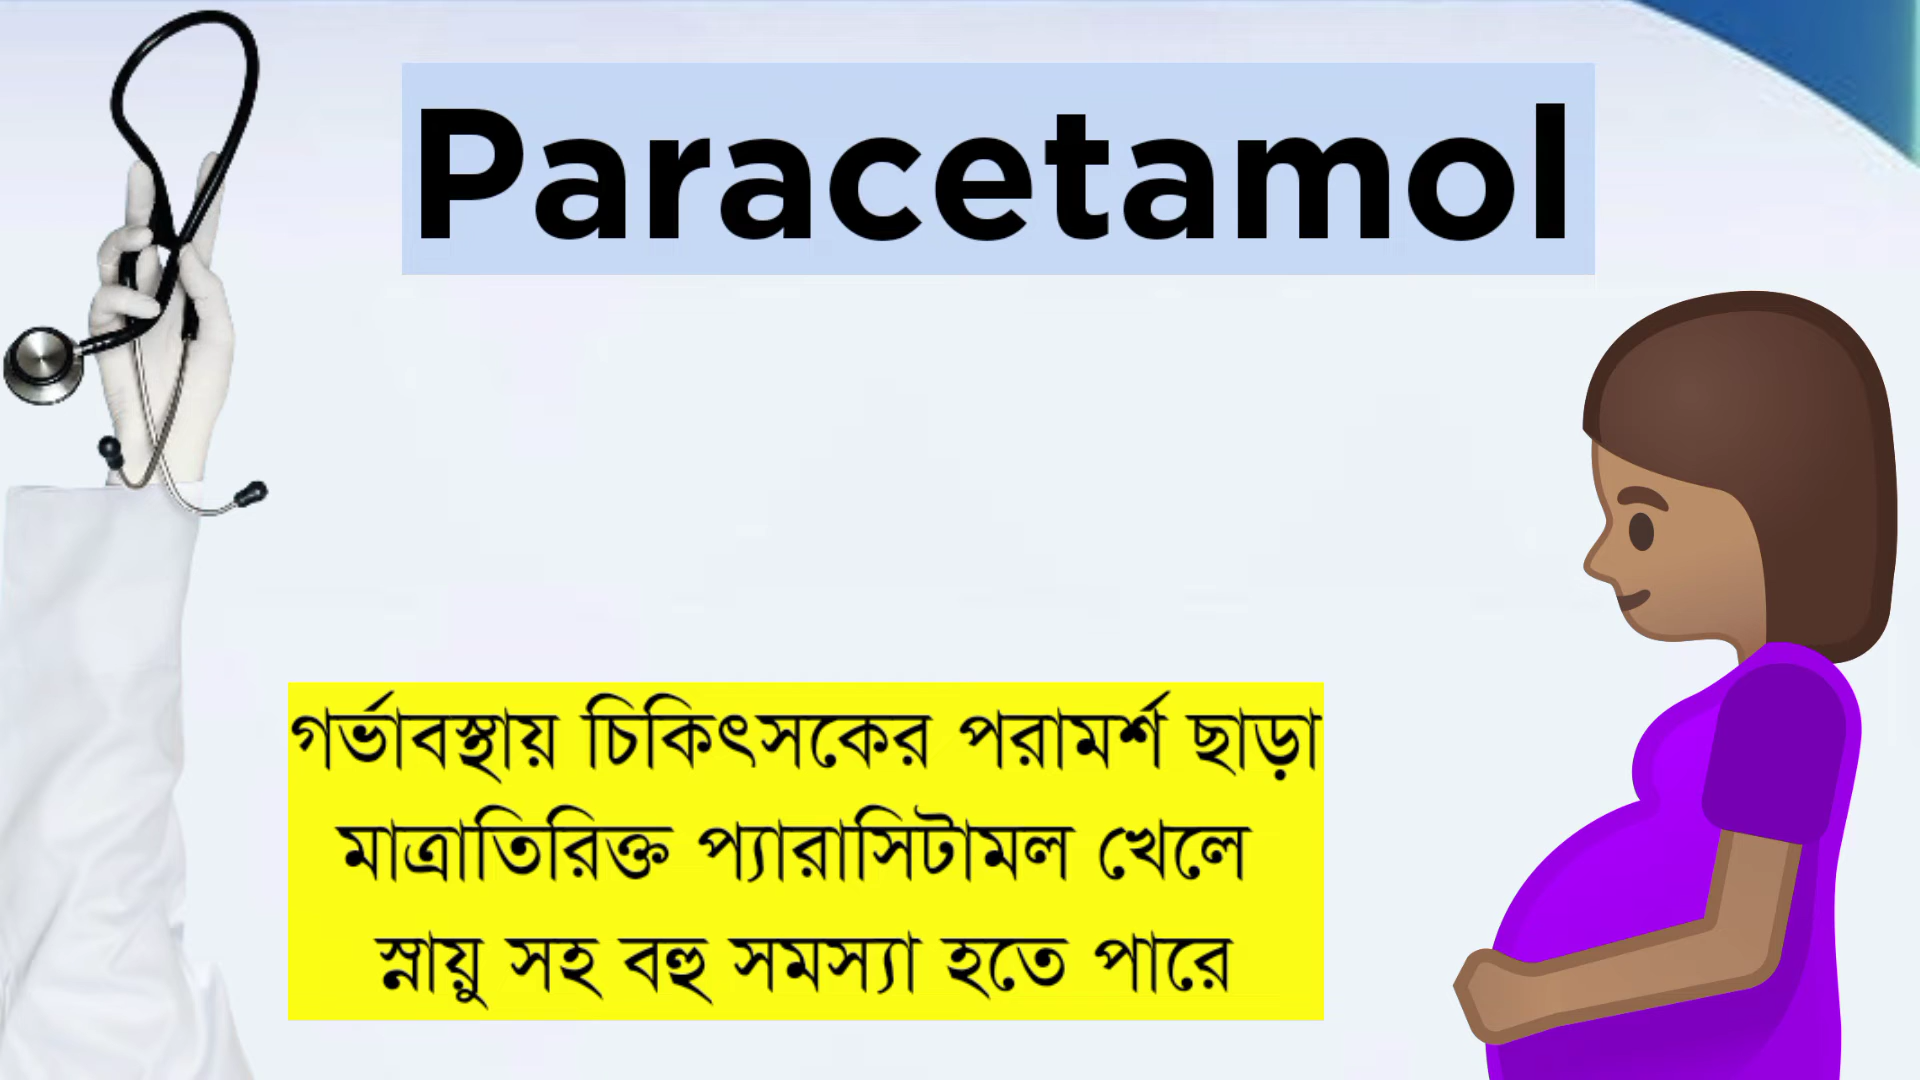 Paracetamol
গর্ভাবস্থায় চিকিৎসকের পরামর্শ ছাড়া
মাত্রাতিরিক্ত প্যারাসিটামল খেলে
স্নায়ু সহ বহু সমস্যা হতে পারে